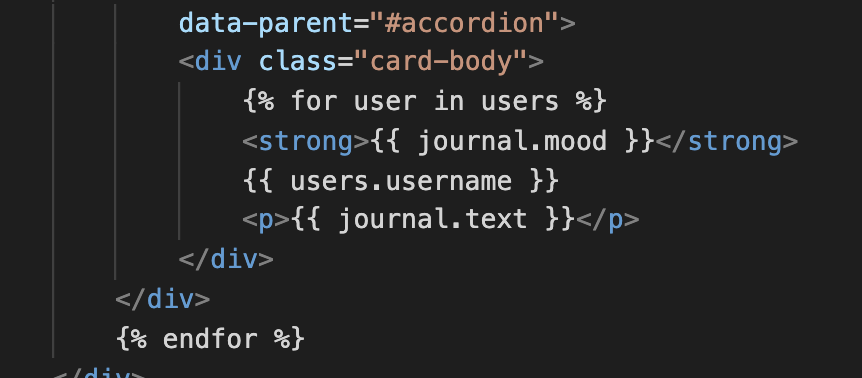 data-parent="#accordion">
<div class="card-body">
{% for user in users %}
<strong>{{ journal.mood }}</strong>
{{ users.username }}
<p>{{ journal.text }}</p>
</div>
</div>
{% endfor %}
</div>